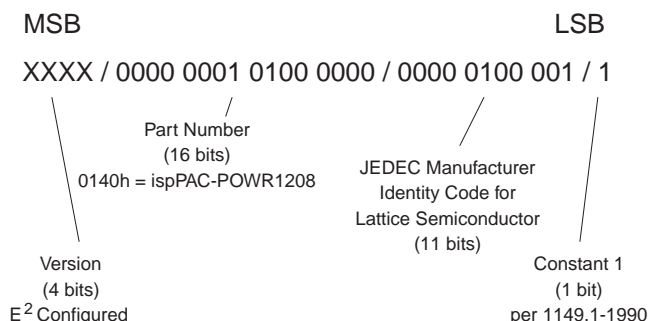 MSB LSB
XXXX / 0000 0001 0100 0000 / 0000 0100 001 / 1
Part Number
(16 bits)
0140h = ispPAC-POWR1208
JEDEC Manufacturer
Identity Code for
Lattice Semiconductor
(11 bits)
Version
(4 bits)
E² Configured
Constant 1
(1 bit)
per 1149.1-1990